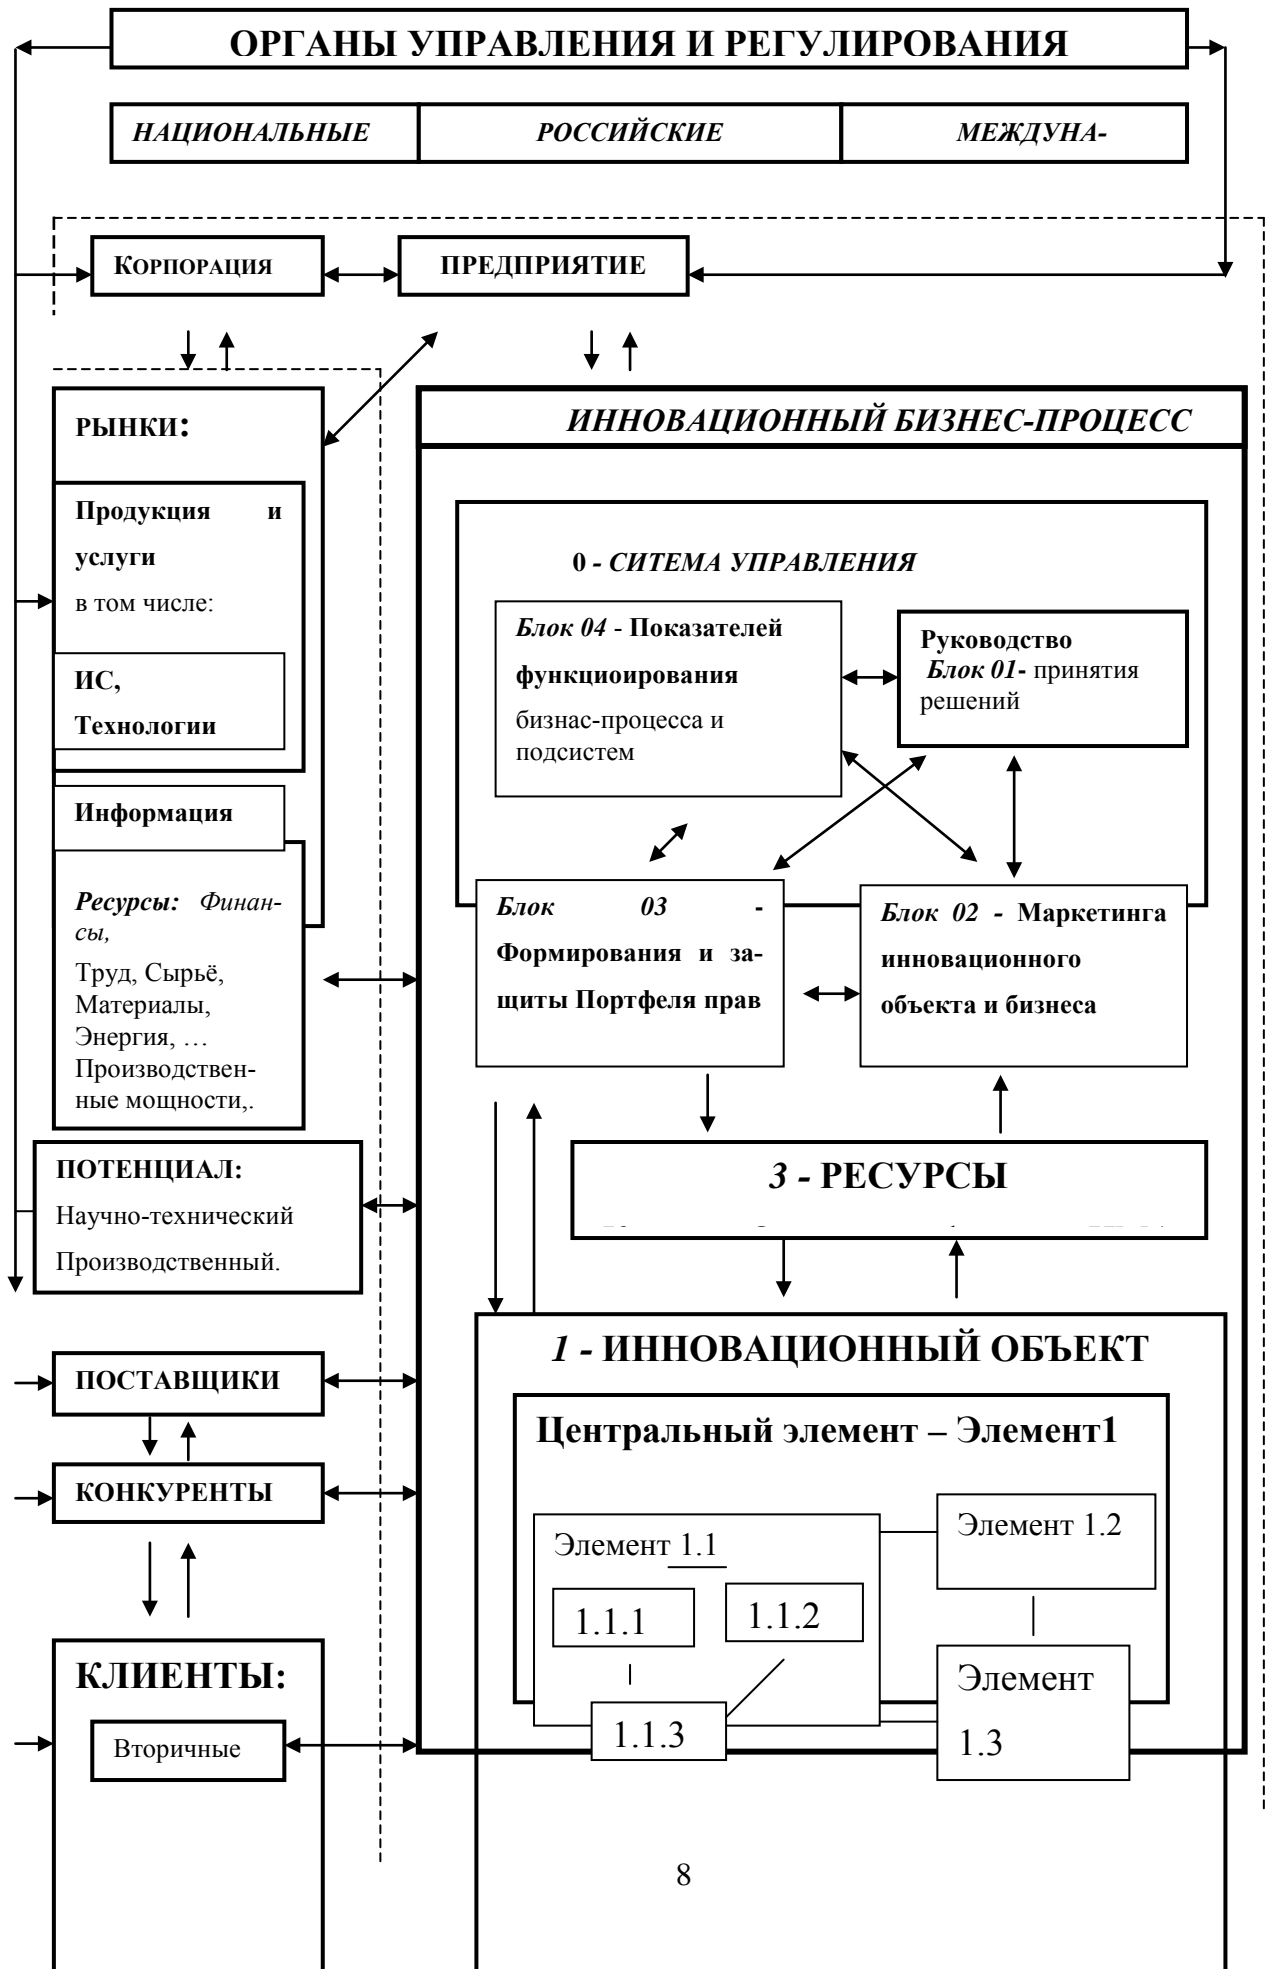 ОРГАНЫ УПРАВЛЕНИЯ И РЕГУЛИРОВАНИЯ
НАЦИОНАЛЬНЫЕ
РОССИЙСКИЕ
МЕЖДУНА-
КОРПОРАЦИЯ
ПРЕДПРИЯТИЕ
РЫНКИ:
Продукция и
услуги
в том числе:
ИС,
Технологии
Информация
Ресурсы: Финан-
сы,
Труд, Сырьё,
Материалы,
Энергия, …
Производствен-
ные мощности,.
ПОТЕНЦИАЛ:
Научно-технический
Производственный.
ПОСТАВЩИКИ
КОНКУРЕНТЫ
КЛИЕНТЫ:
Вторичные
ИННОВАЦИОННЫЙ БИЗНЕС-ПРОЦЕСС
0 - СИТЕМА УПРАВЛЕНИЯ
Блок 04 - Показателей
функциоирования
бизнас-процесса и
подсистем
Руководство
Блок 01- принятия
решений
Блок 03 -
Формирования и за-
щиты Портфеля прав
Блок 02 - Маркетинга
инновационного
объекта и бизнеса
3 - РЕСУРСЫ
1 - ИННОВАЦИОННЫЙ ОБЪЕКТ
Центральный элемент – Элемент1
Элемент 1.1
1.1.1
1.1.2
1.1.3
Элемент 1.2
Элемент
1.3
8